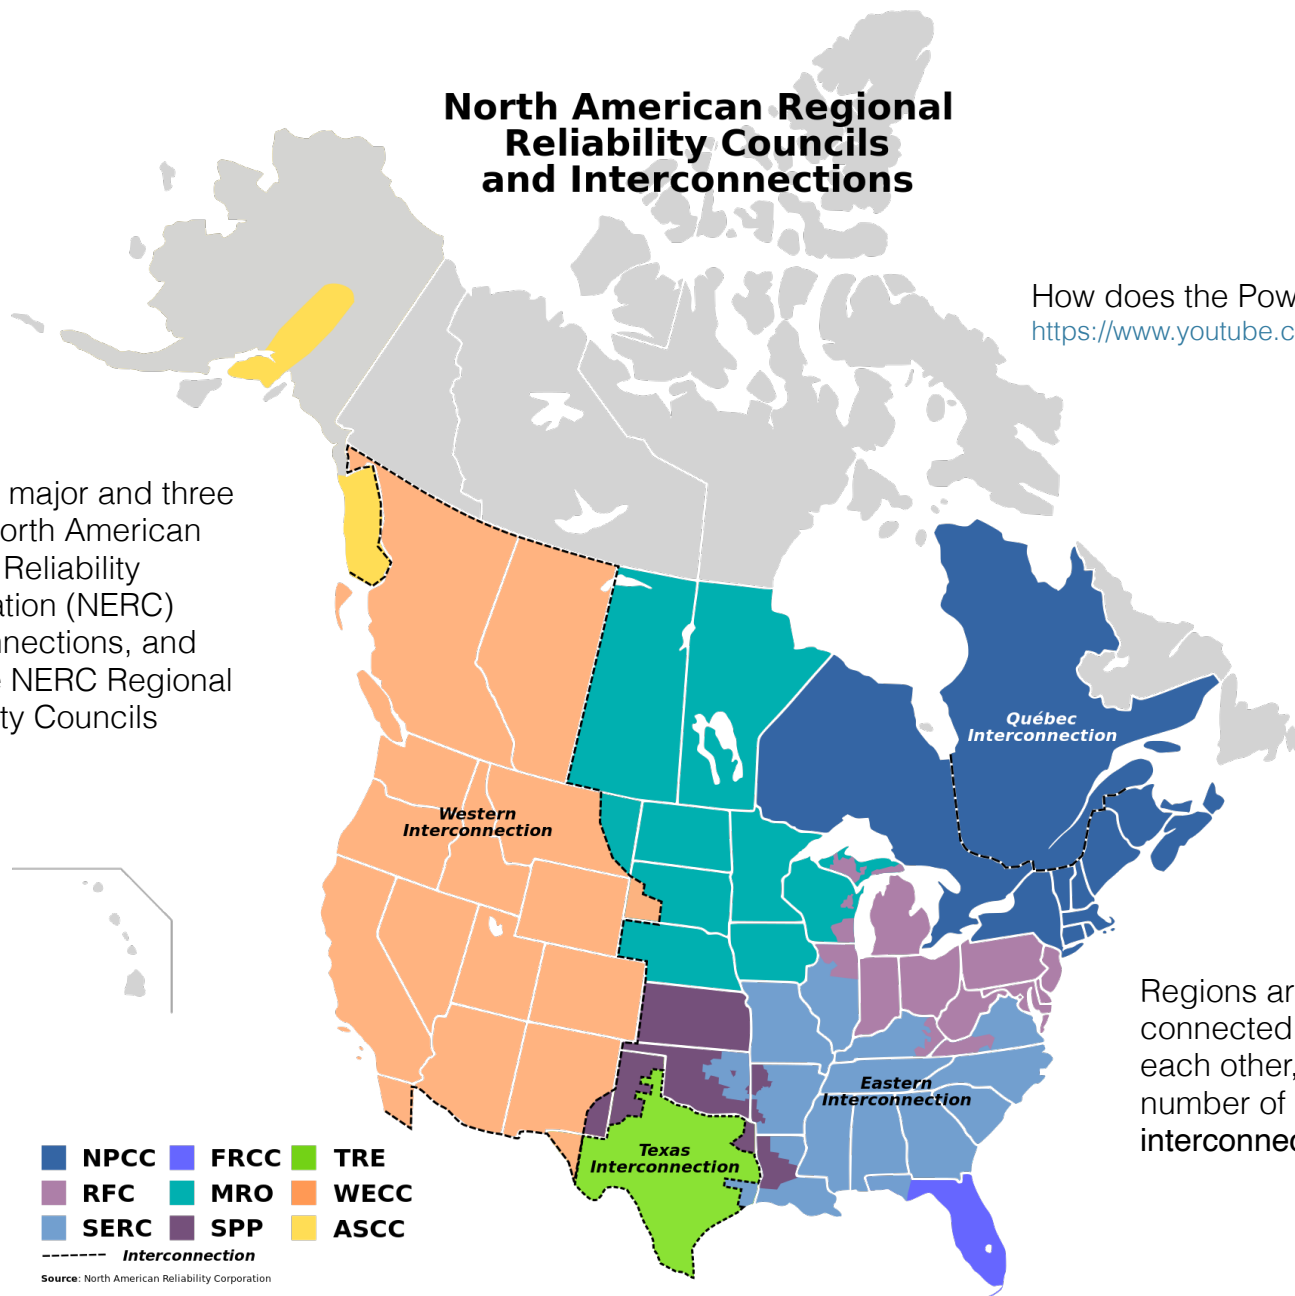 North American Regional
Reliability Councils
and Interconnections
How does the Pow
https://www.youtube.c
major and three
orth American
Reliability
ation (NERC)
nnections, and
e NERC Regional
ty Councils
Québec
Interconnection
Western
Interconnection
Eastern
Interconnection
Texas
Interconnection
Regions ar
connected
each other,
number of
interconnec
NPCC FRCC TRE
RFC MRO WECC
SERC SPP ASCC
Interconnection
Source: North American Reliability Corporation